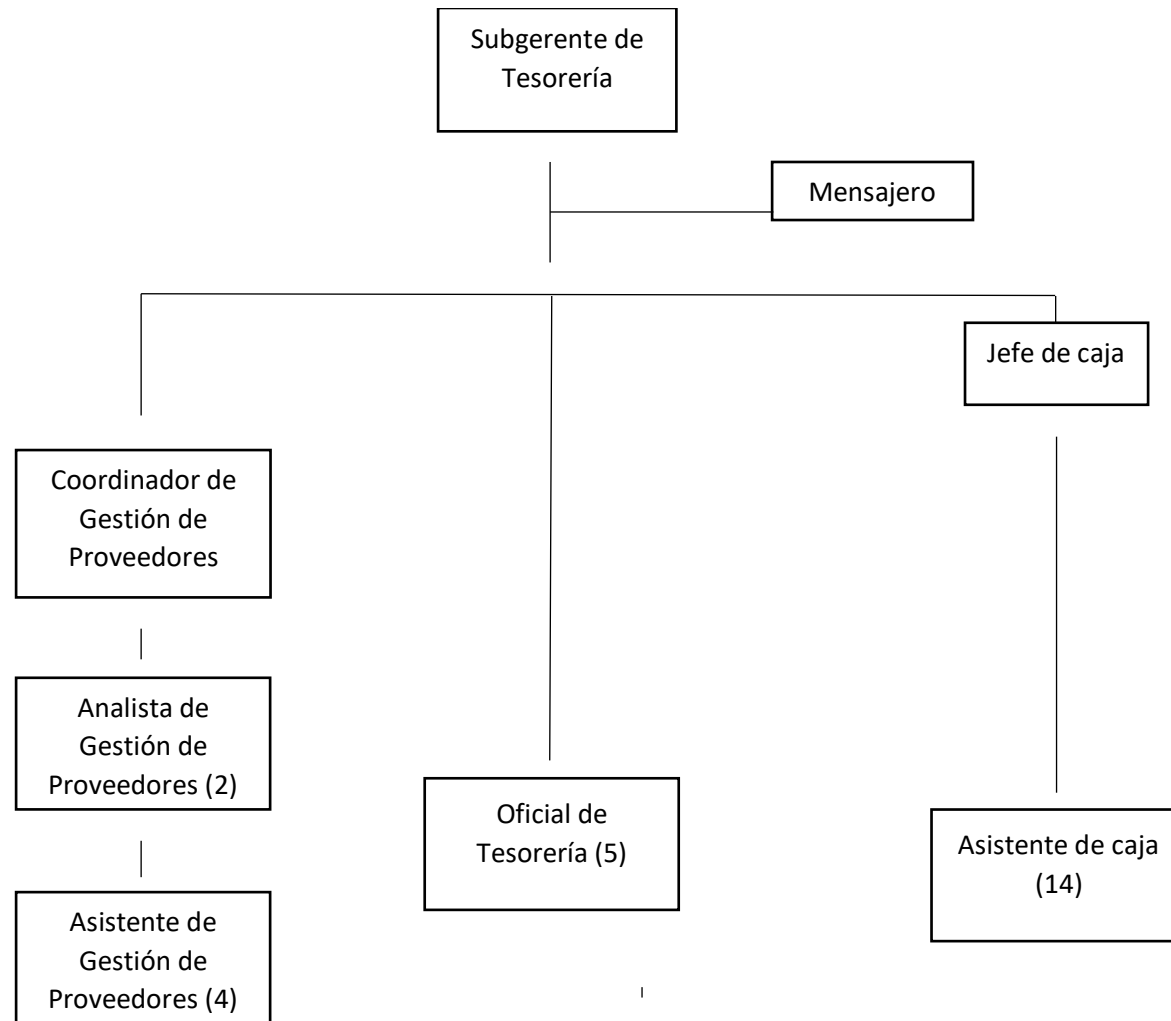 Subgerente de
Tesorería
Mensajero
Jefe de caja
Coordinador de
Gestión de
Proveedores
Analista de
Gestión de
Proveedores (2)
Oficial de
Tesorería (5)
Asistente de caja
(14)
Asistente de
Gestión de
Proveedores (4)